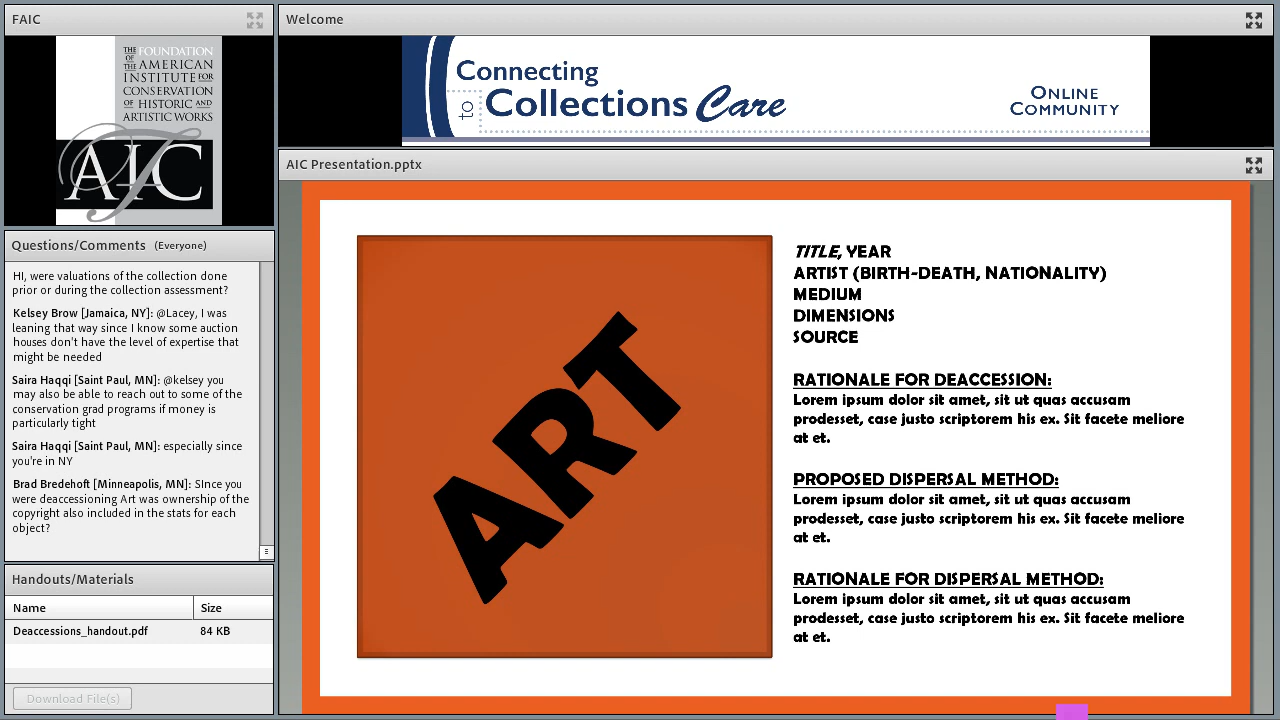 FAIC
THE FOUNDATION
OF THE AMERICAN
INSTITUTE FOR
CONSERVATION
OF HISTORIC AND
ARTISTIC WORKS
AIC
Welcome
Connecting
to Collections Care
ONLINE
COMMUNITY
Questions/Comments (Everyone)
HI, were valuations of the collection done
prior or during the collection assessment?
Kelsey Brow [Jamaica, NY]: @Lacey, I was
leaning that way since I know some auction
houses don't have the level of expertise that
might be needed
Saira Haqqi [Saint Paul, MN]: @kelsey you
may also be able to reach out to some of the
conservation grad programs if money is
particularly tight
Saira Haqqi [Saint Paul, MN]: especially since
you're in NY
Brad Bredehoft [Minneapolis, MN]: SInce you
were deaccessioning Art was ownership of the
copyright also included in the stats for each
object?
Handouts/Materials
Name Size
Deaccessions_handout.pdf 84 KB
Download File(s)
AIC Presentation.pptx
ART
TITLE, YEAR
ARTIST (BIRTH-DEATH, NATIONALITY)
MEDIUM
DIMENSIONS
SOURCE
RATIONALE FOR DEACCESSION:
Lorem ipsum dolor sit amet, sit ut quas accusam
prodesset, case justo scriptorem his ex. Sit facete meliore
at et.
PROPOSED DISPERSAL METHOD:
Lorem ipsum dolor sit amet, sit ut quas accusam
prodesset, case justo scriptorem his ex. Sit facete meliore
at et.
RATIONALE FOR DISPERSAL METHOD:
Lorem ipsum dolor sit amet, sit ut quas accusam
prodesset, case justo scriptorem his ex. Sit facete meliore
at et.